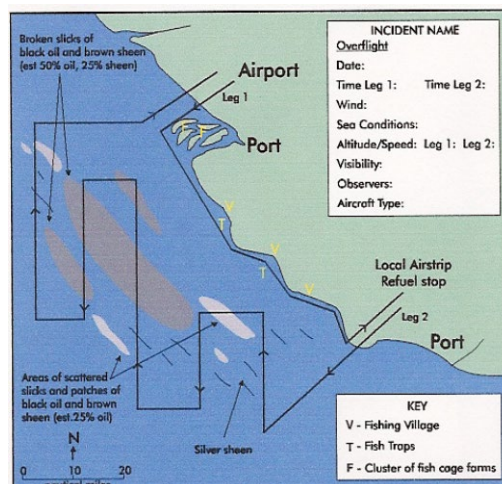 Broken slicks of
black oil and brown sheen
(est 50% oil, 25% sheen)
Airport
Leg 1
F
F
Port
INCIDENT NAME
Overflight
Date:
Time Leg 1: Time Leg 2:
Wind:
Sea Conditions:
Altitude/Speed: Leg 1: Leg 2:
Visibility:
Observers:
Aircraft Type:
V
T
V
T
V
Local Airstrip
Refuel stop
Leg 2
Port
Areas of scattered
slicks and patches of
black oil and brown
sheen (est.25% oil)
Silver sheen
N
0 10 20
nautical miles
KEY
V - Fishing Village
T - Fish Traps
F - Cluster of fish cage farms